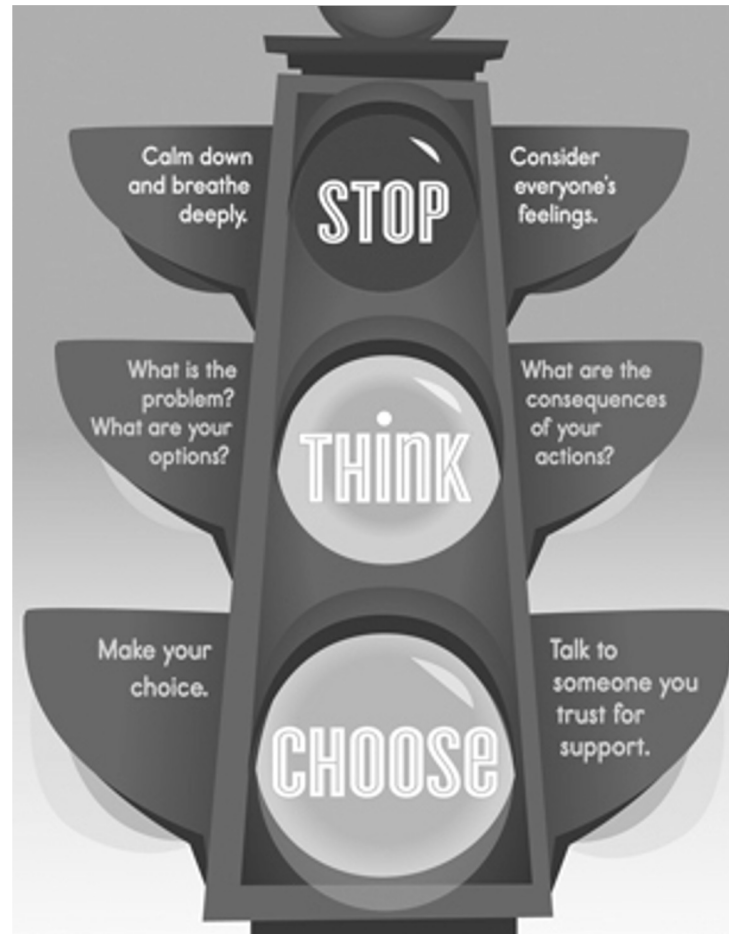 Calm down
and breathe
deeply.
STOP
Consider
everyone's
feelings.
What is the
problem?
What are your
options?
THiNK
What are the
consequences
of your
actions?
Make your
choice.
CHOOSe
Talk to
someone you
trust for
support.